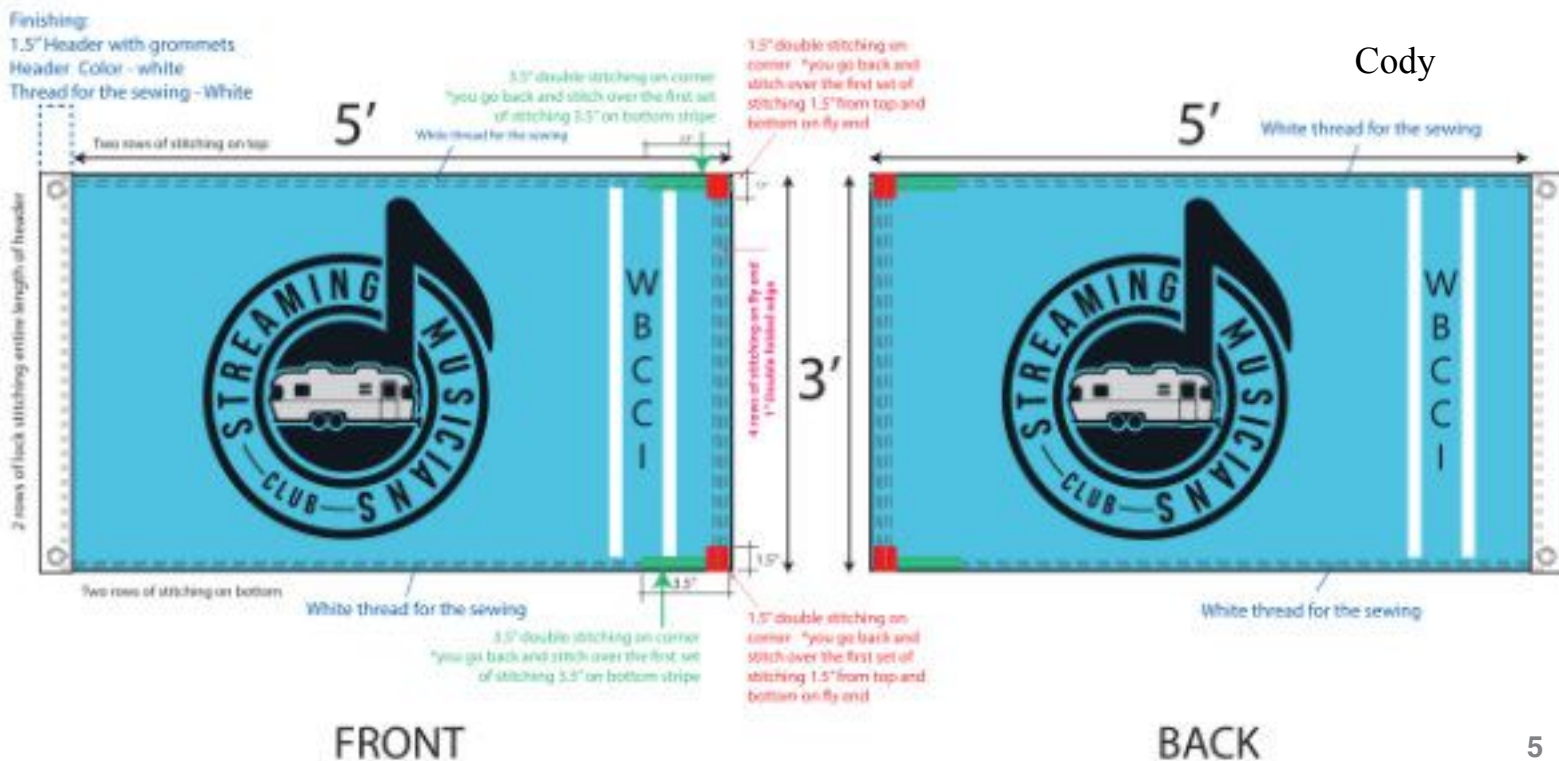 Finishing:
1.5" Header with grommets
Header Color - white
Thread for the sewing - White
Cody
3.5" double stitching on corner
*you go back and stitch over the first set
of stitching 3.5" on bottom stripe
1.5" double stitching on
corner *you go back and
stitch over the first set of
stitching 1.5" from top and
bottom on fly end
5'
White thread for the sewing
Two rows of stitching on top
5'
White thread for the sewing
2 rows of lock stitching entire length of header
STREAMING MUSICIANS
CLUB
W
B
C
C
I
4 rows of stitching on fly end
1" Double folded edge
3'
STREAMING MUSICIANS
CLUB
W
B
C
C
I
1.5"
3.5"
Two rows of stitching on bottom
White thread for the sewing
3.5" double stitching on corner
*you go back and stitch over the first set
of stitching 3.5" on bottom stripe
1.5" double stitching on
corner *you go back and
stitch over the first set of
stitching 1.5" from top and
bottom on fly end
White thread for the sewing
FRONT
BACK
5